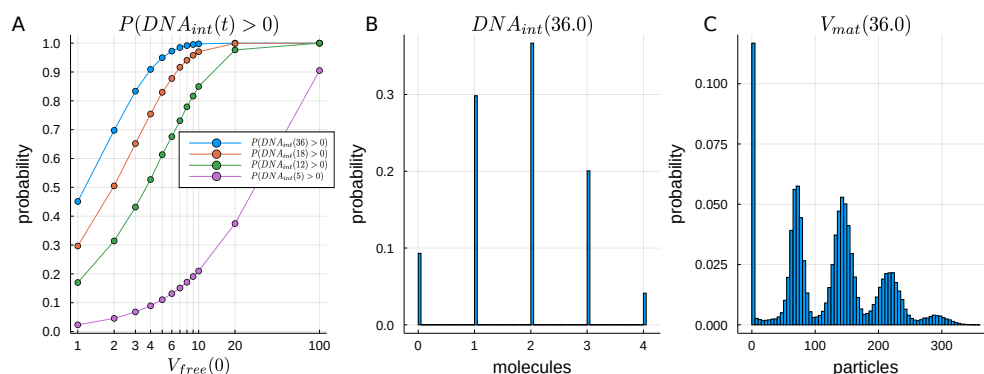 A
P(DNA_int(t) > 0)
probability
1.0
0.9
0.8
0.7
0.6
0.5
0.4
0.3
0.2
0.1
0.0
P(DNA_int(36) > 0)
P(DNA_int(18) > 0)
P(DNA_int(12) > 0)
P(DNA_int(5) > 0)
1 2 3 4 6 10 20 100
V_free(0)
B
DNA_int(36.0)
probability
0.3
0.2
0.1
0.0
0 1 2 3 4
molecules
C
V_mat(36.0)
probability
0.100
0.075
0.050
0.025
0.000
0 100 200 300
particles